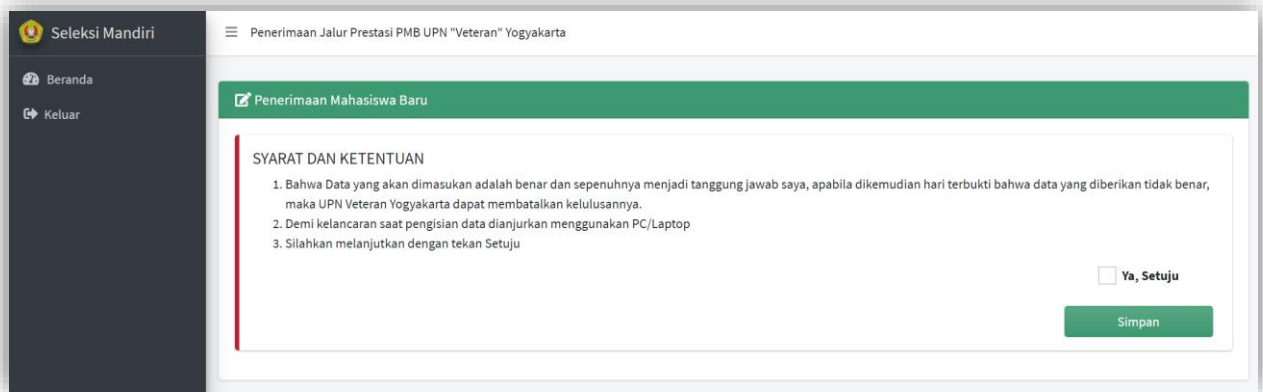 Seleksi Mandiri
Penerimaan Jalur Prestasi PMB UPN "Veteran" Yogyakarta
Beranda
Keluar
Penerimaan Mahasiswa Baru
SYARAT DAN KETENTUAN
1. Bahwa Data yang akan dimasukan adalah benar dan sepenuhnya menjadi tanggung jawab saya, apabila dikemudian hari terbukti bahwa data yang diberikan tidak benar,
maka UPN Veteran Yogyakarta dapat membatalkan kelulusannya.
2. Demi kelancaran saat pengisian data dianjurkan menggunakan PC/Laptop
3. Silahkan melanjutkan dengan tekan Setuju
Ya, Setuju
Simpan